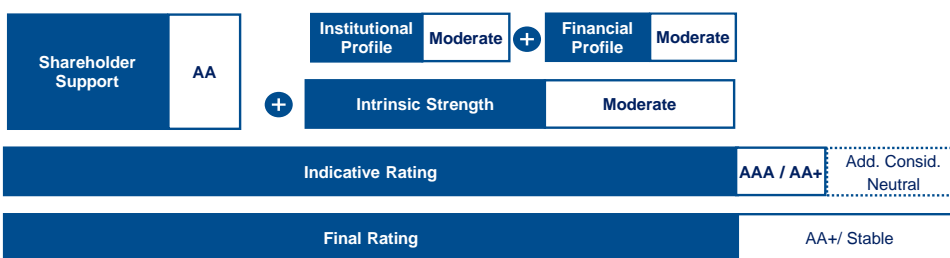 Shareholder
Support
AA
+
Institutional
Profile
Moderate
+
Financial
Profile
Moderate
Intrinsic Strength
Moderate
Indicative Rating
AAA / AA+
Add. Consid.
Neutral
Final Rating
AA+/ Stable